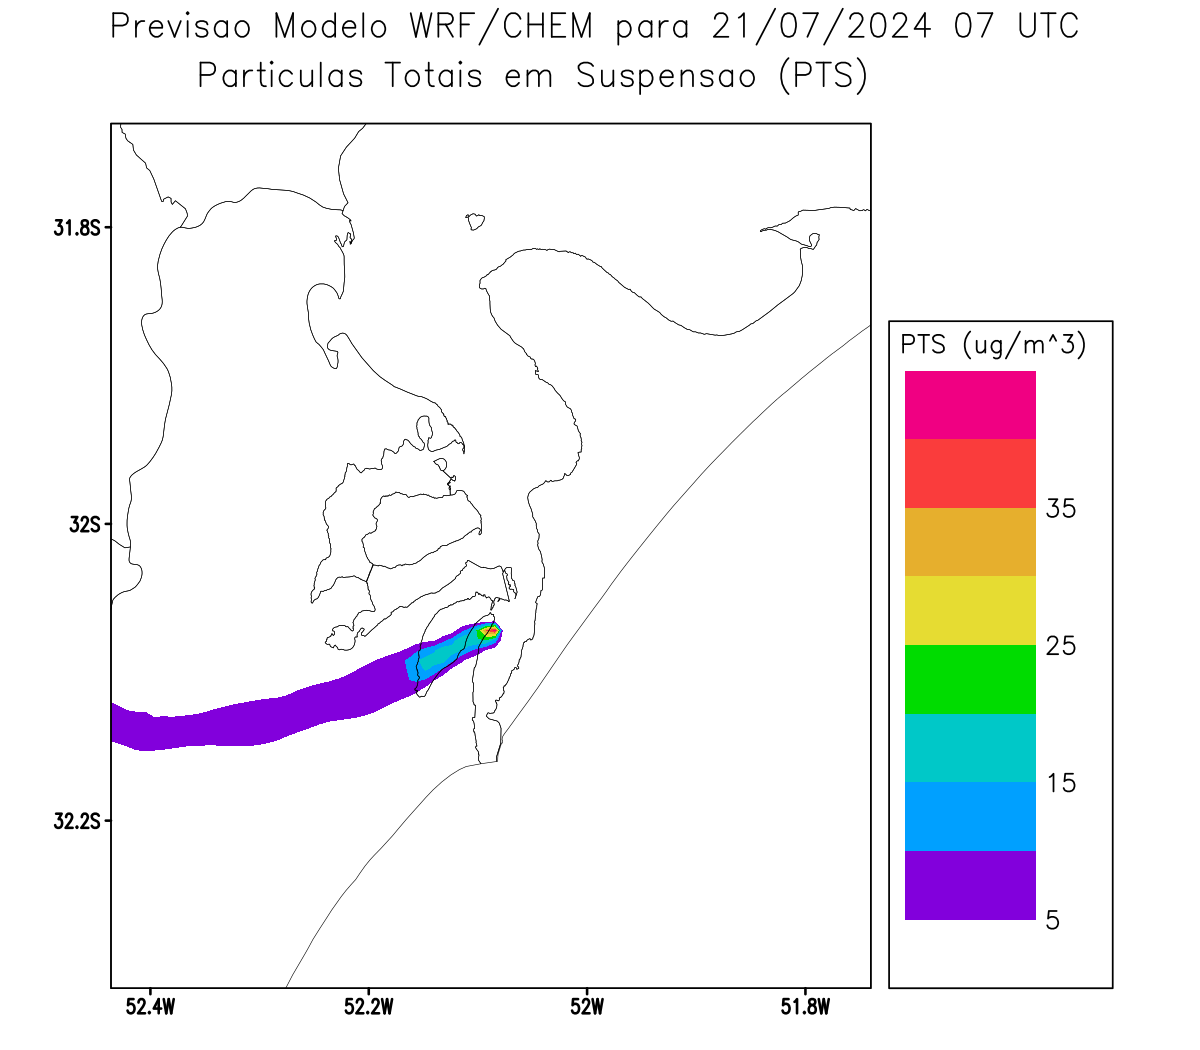 Previsao Modelo WRF/CHEM para 21/07/2024 07 UTC
Particulas Totais em Suspensao (PTS)
31.8S
32S
32.2S
52.4W
52.2W
52W
51.8W
PTS (ug/m^3)
35
25
15
5